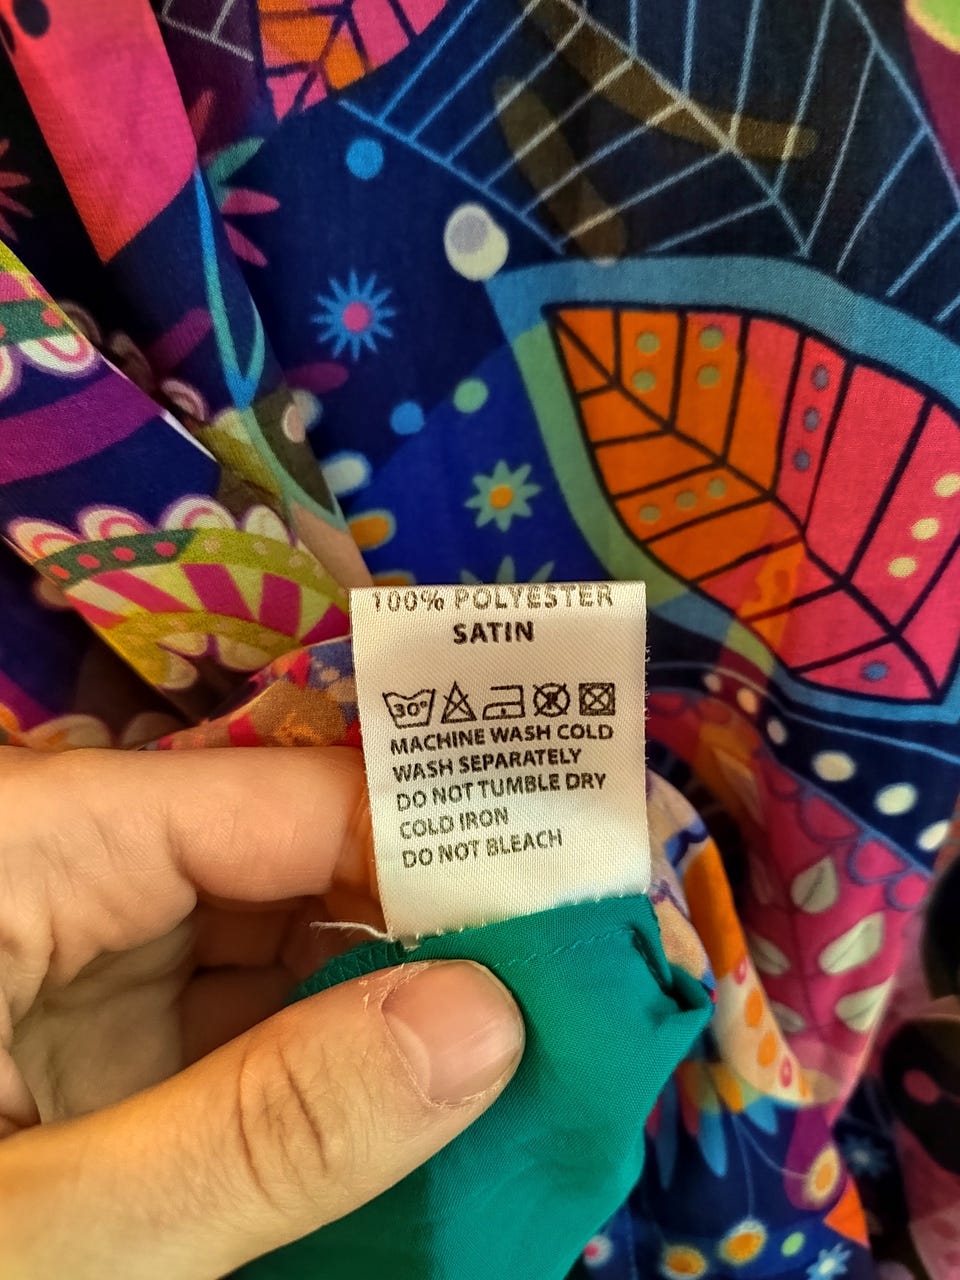 100% POLYESTER
SATIN
30°
MACHINE WASH COLD
WASH SEPARATELY
DO NOT TUMBLE DRY
COLD IRON
DO NOT BLEACH